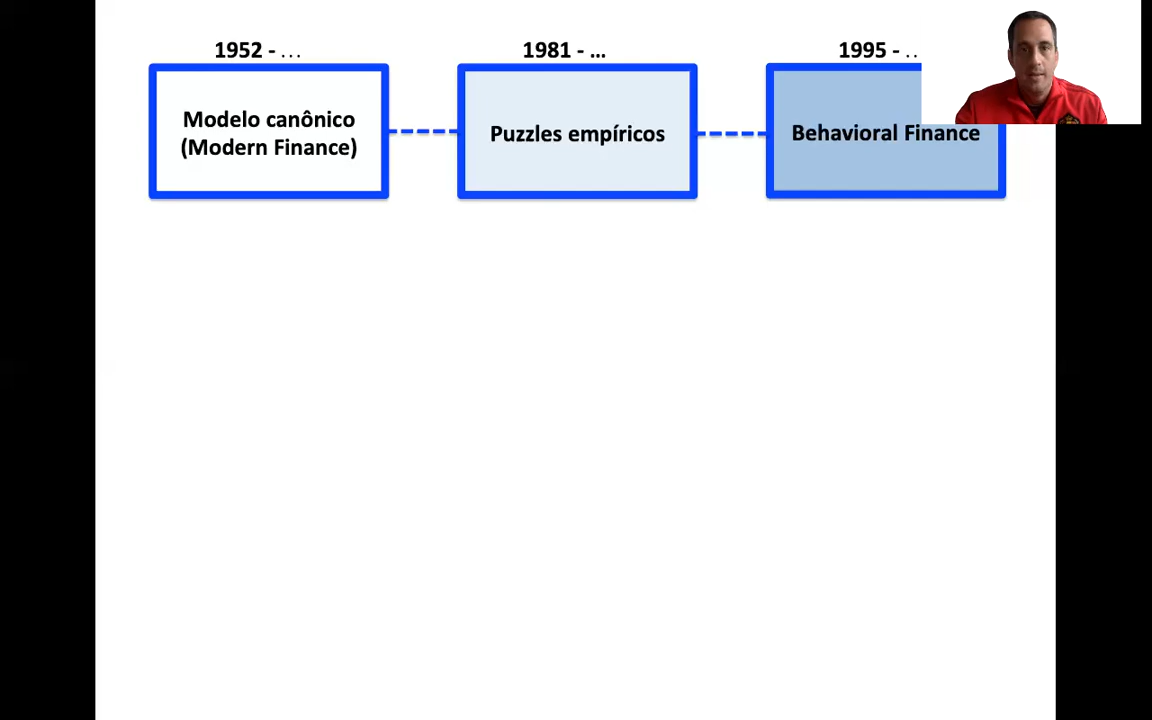 1952 - ...
1981 - ...
1995 - ..
Modelo canônico
(Modern Finance)
Puzzles empíricos
Behavioral Finance